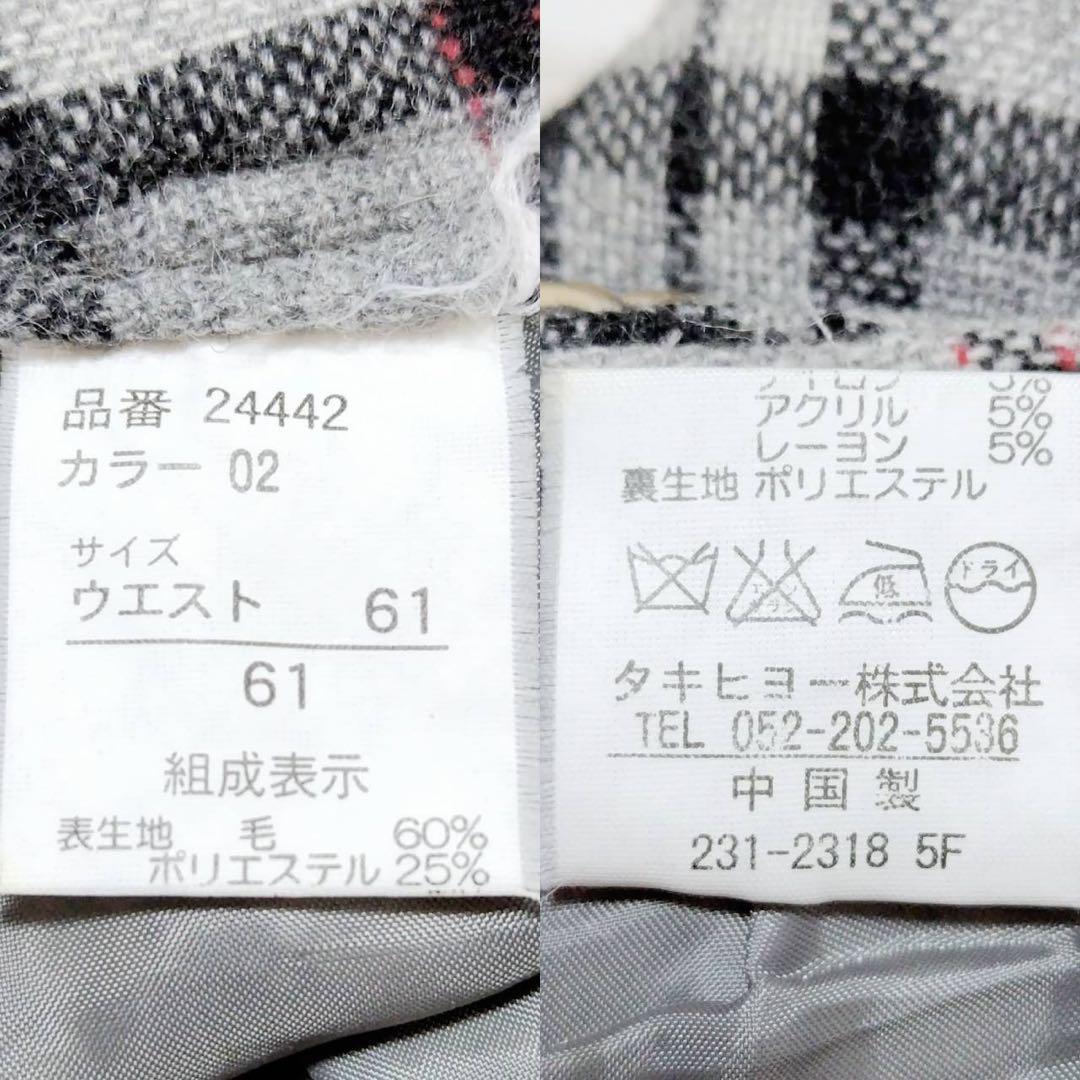 品番 24442
カラー 02
サイズ
ウエスト 61
61
組成表示
表生地 毛 60%
ポリエステル 25%
5%
アクリル 5%
レーヨン 5%
裏生地 ポリエステル
低 ドライ
タキヒヨー株式会社
TEL 052-202-5536
中国製
231-2318 5F